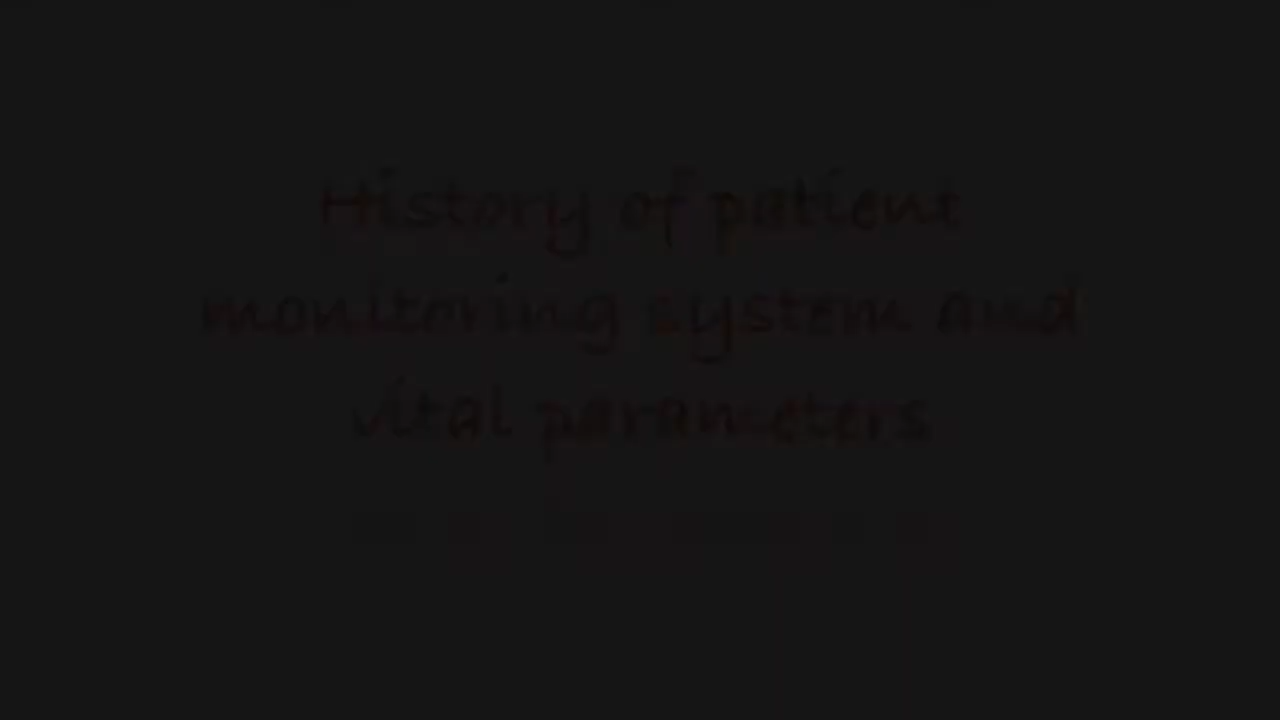 History of patient
monitoring system and
vital parameters